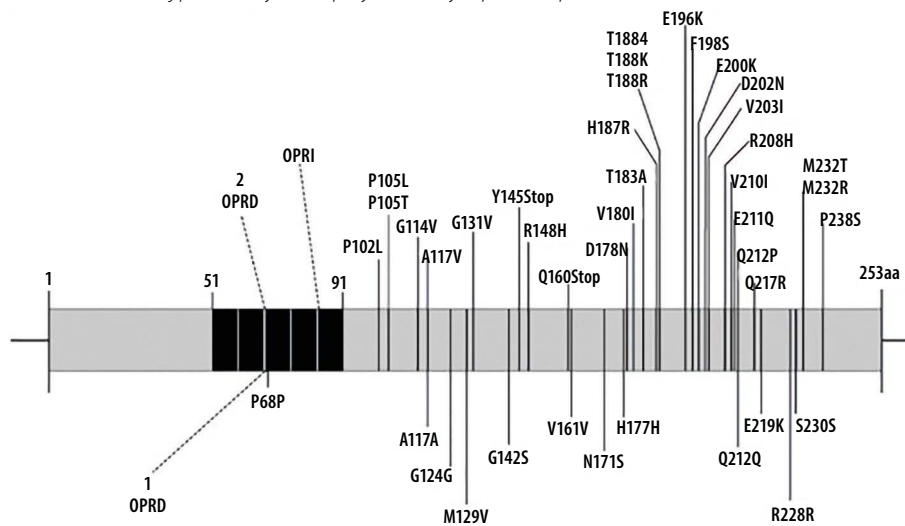 E196K
T1884
T188K
T188R
F198S
E200K
D202N
V203I
H187R
R208H
OPRI
2
OPRD
P105L
P105T
Y145Stop
T183A
V210I
M232T
M232R
G114V
G131V
R148H
V180I
E211Q
P238S
P102L
A117V
D178N
Q212P
1
51
91
Q160Stop
Q217R
253aa
P68P
A117A
G124G
G142S
V161V
N171S
H177H
E219K
S230S
Q212Q
1
OPRD
M129V
R228R